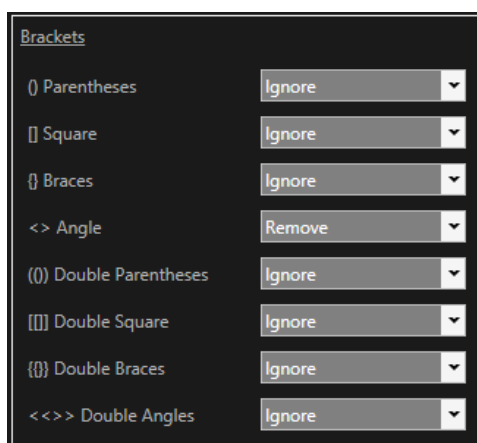 Brackets
() Parentheses Ignore
[] Square Ignore
{} Braces Ignore
<> Angle Remove
(()) Double Parentheses Ignore
[[]] Double Square Ignore
{{}} Double Braces Ignore
<<>> Double Angles Ignore